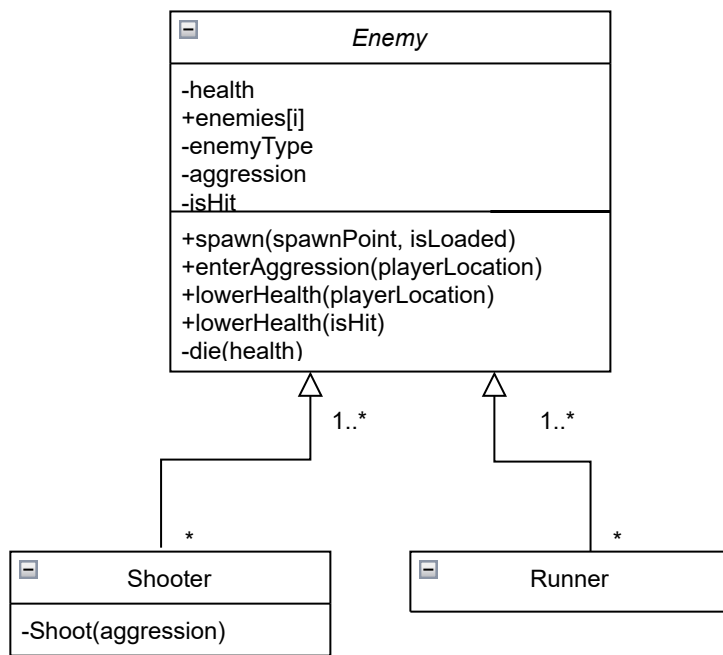 Enemy
-health
+enemies[i]
-enemyType
-aggression
-isHit
+spawn(spawnPoint, isLoaded)
+enterAggression(playerLocation)
+lowerHealth(playerLocation)
+lowerHealth(isHit)
-die(health)
1..*
1..*
*
*
Shooter
Runner
-Shoot(aggression)